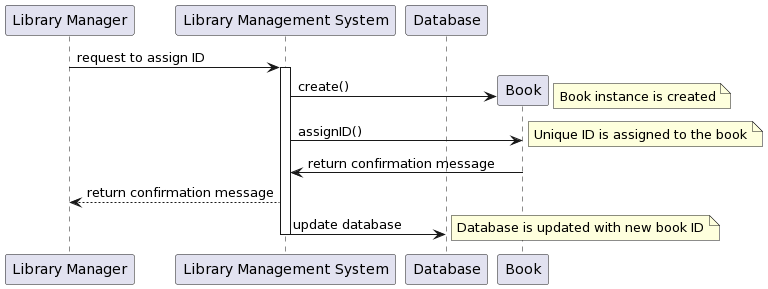 Library Manager
Library Management System
Database
request to assign ID
create()
Book
Book instance is created
assignID()
Unique ID is assigned to the book
return confirmation message
return confirmation message
update database
Database is updated with new book ID
Library Manager
Library Management System
Database
Book